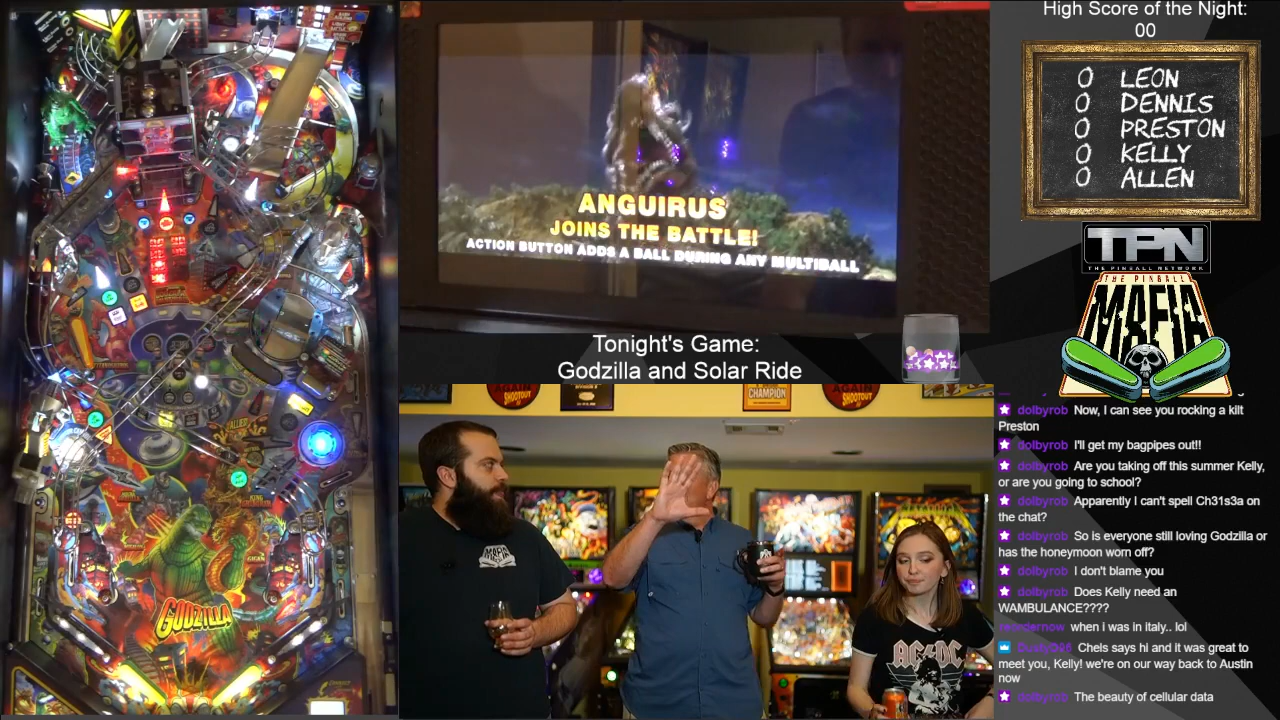 ANGUIRUS
JOINS THE BATTLE!
ACTION BUTTON ADDS A BALL DURING ANY MULTIBALL
Tonight's Game:
Godzilla and Solar Ride
High Score of the Night:
00
0 LEON
0 DENNIS
0 PRESTON
0 KELLY
0 ALLEN
TPN
THE PINBALL NETWORK
THE PINBALL
MAFIA
dolbyrob Now, I can see you rocking a kilt
Preston
dolbyrob I'll get my bagpipes out!!
dolbyrob Are you taking off this summer Kelly,
or are you going to school?
dolbyrob Apparently I can't spell Ch31s3a on
the chat?
dolbyrob So is everyone still loving Godzilla or
has the honeymoon worn off?
dolbyrob I don't blame you
dolbyrob Does Kelly need an
WAMBULANCE????
when i was in italy.. lol
Chels says hi and it was great to
meet you, Kelly! we're on our way back to Austin
now
dolbyrob The beauty of cellular data
GODZILLA
AGAIN
SHOOTOUT
CHAMPION
AGAIN
SHOOTOUT
MAFIA
AC/DC